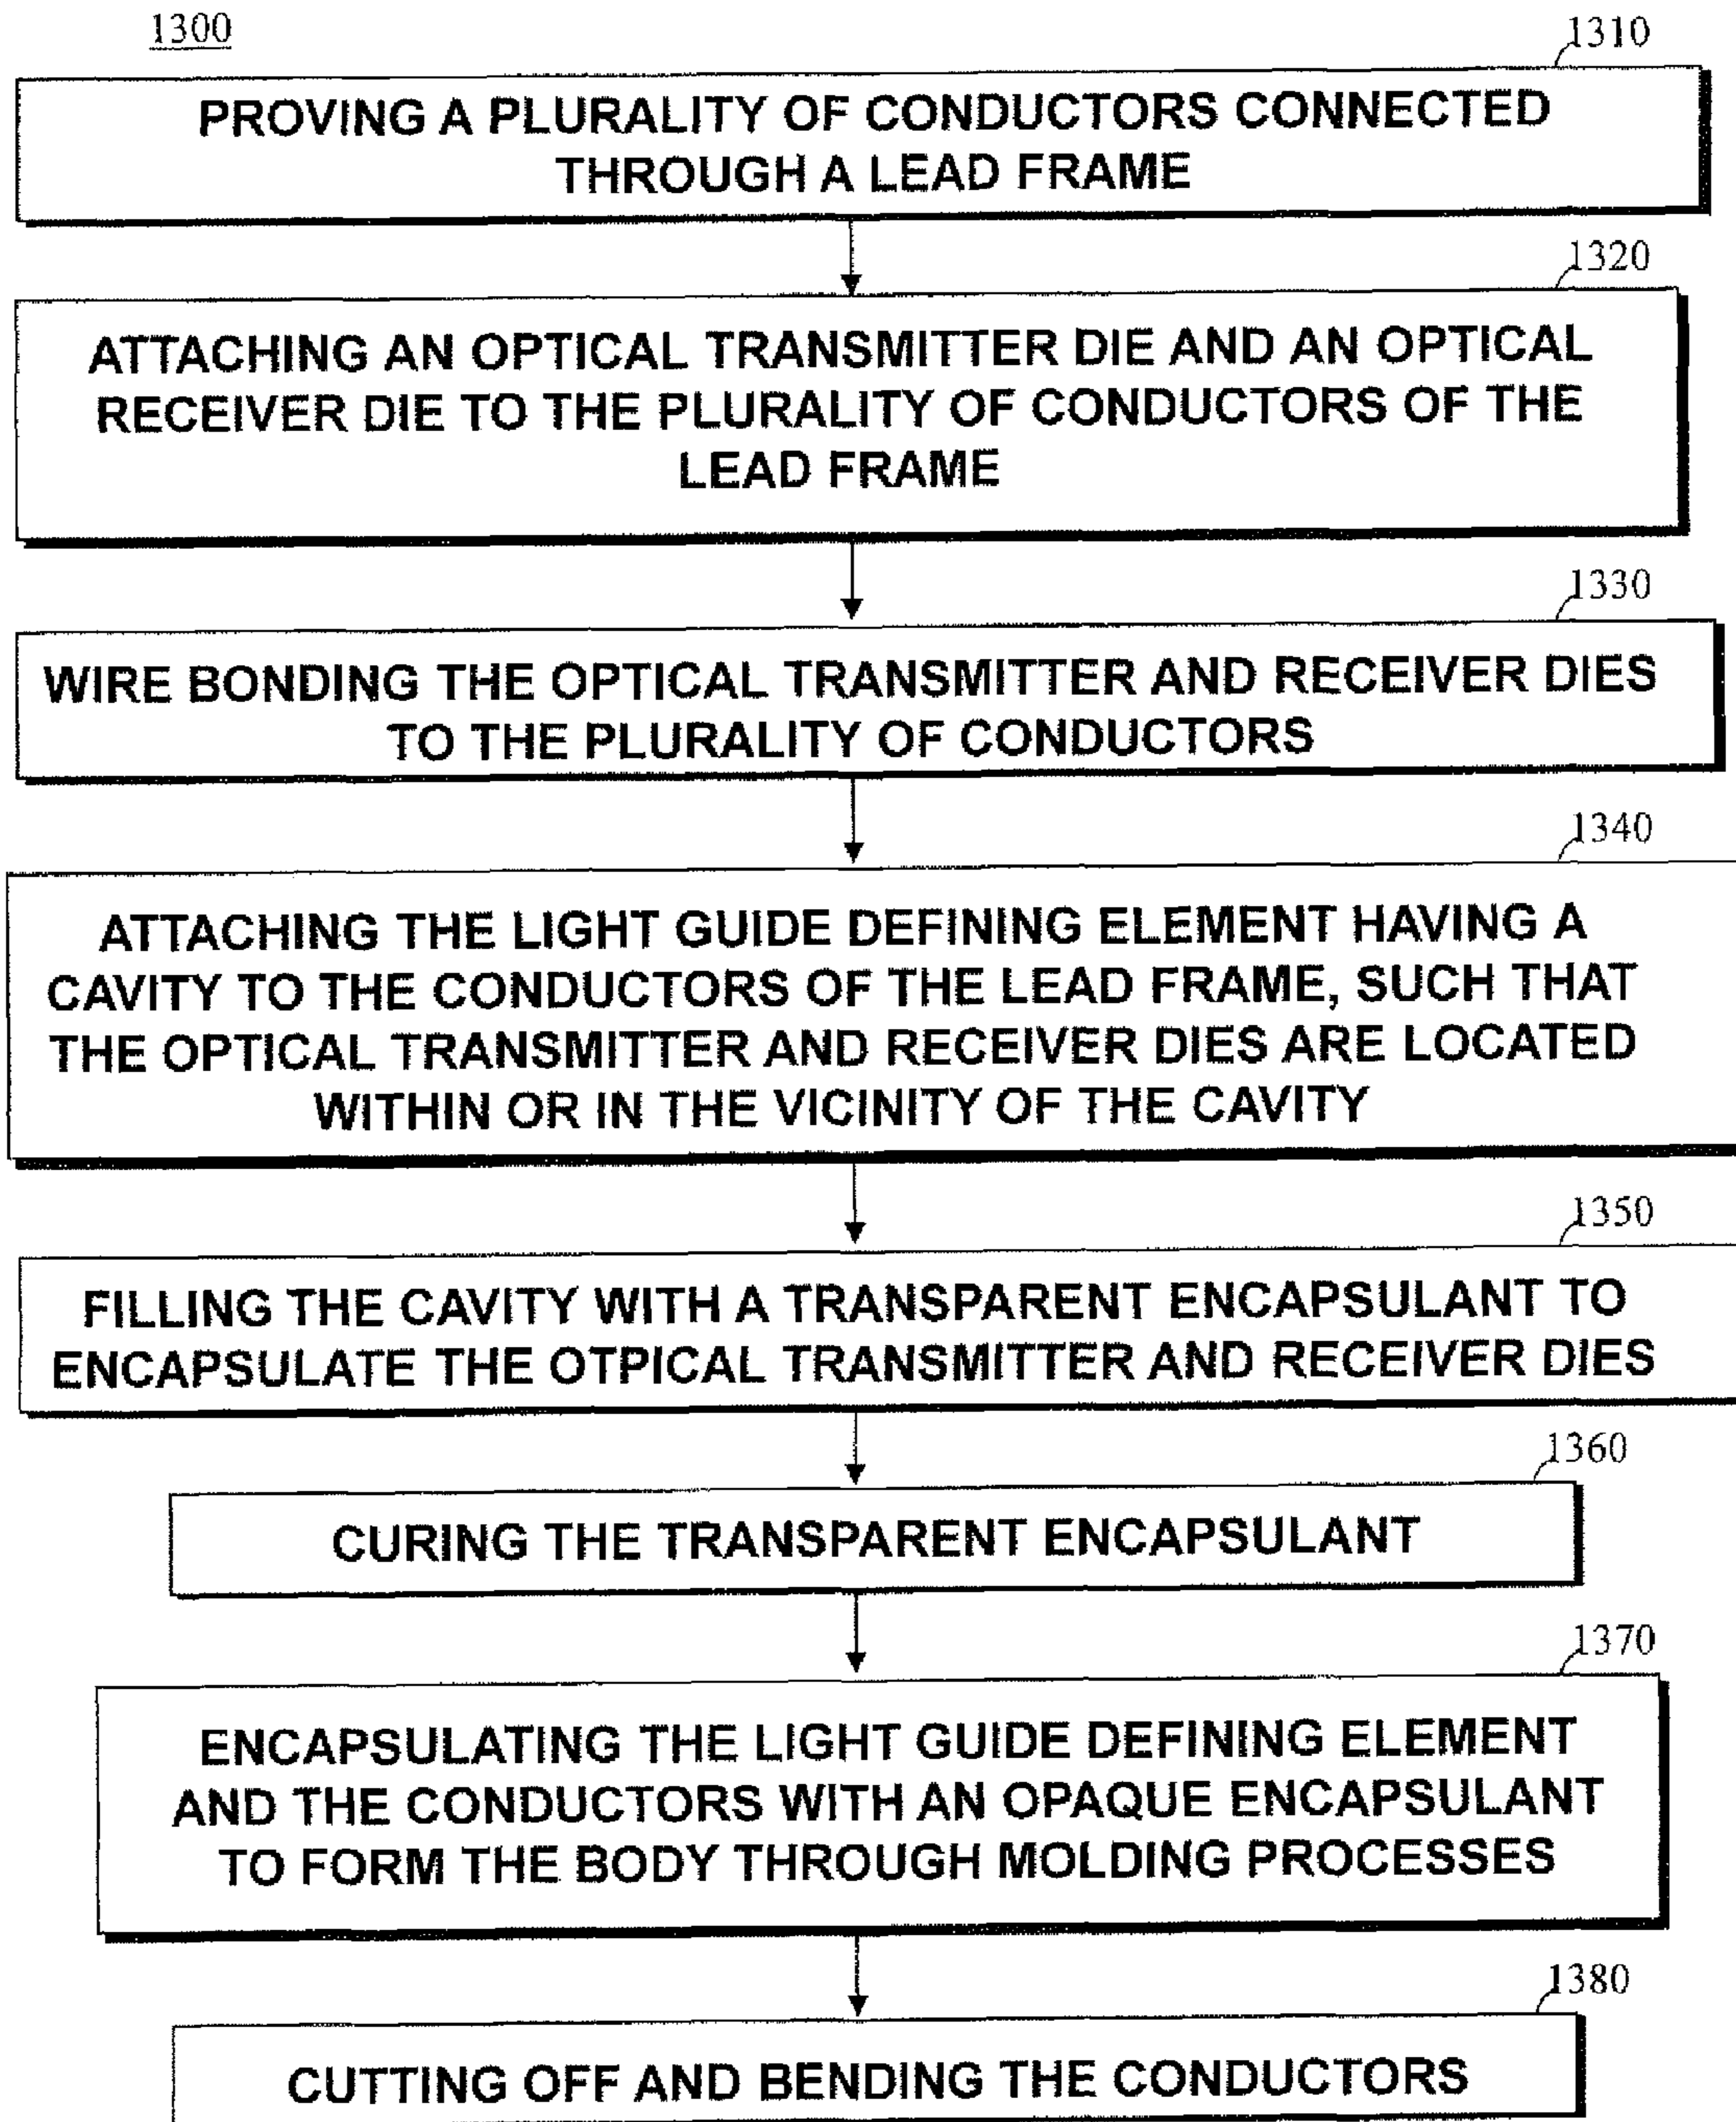 1300
1310
PROVING A PLURALITY OF CONDUCTORS CONNECTED
THROUGH A LEAD FRAME
1320
ATTACHING AN OPTICAL TRANSMITTER DIE AND AN OPTICAL
RECEIVER DIE TO THE PLURALITY OF CONDUCTORS OF THE
LEAD FRAME
1330
WIRE BONDING THE OPTICAL TRANSMITTER AND RECEIVER DIES
TO THE PLURALITY OF CONDUCTORS
1340
ATTACHING THE LIGHT GUIDE DEFINING ELEMENT HAVING A
CAVITY TO THE CONDUCTORS OF THE LEAD FRAME, SUCH THAT
THE OPTICAL TRANSMITTER AND RECEIVER DIES ARE LOCATED
WITHIN OR IN THE VICINITY OF THE CAVITY
1350
FILLING THE CAVITY WITH A TRANSPARENT ENCAPSULANT TO
ENCAPSULATE THE OTPICAL TRANSMITTER AND RECEIVER DIES
1360
CURING THE TRANSPARENT ENCAPSULANT
1370
ENCAPSULATING THE LIGHT GUIDE DEFINING ELEMENT
AND THE CONDUCTORS WITH AN OPAQUE ENCAPSULANT
TO FORM THE BODY THROUGH MOLDING PROCESSES
1380
CUTTING OFF AND BENDING THE CONDUCTORS